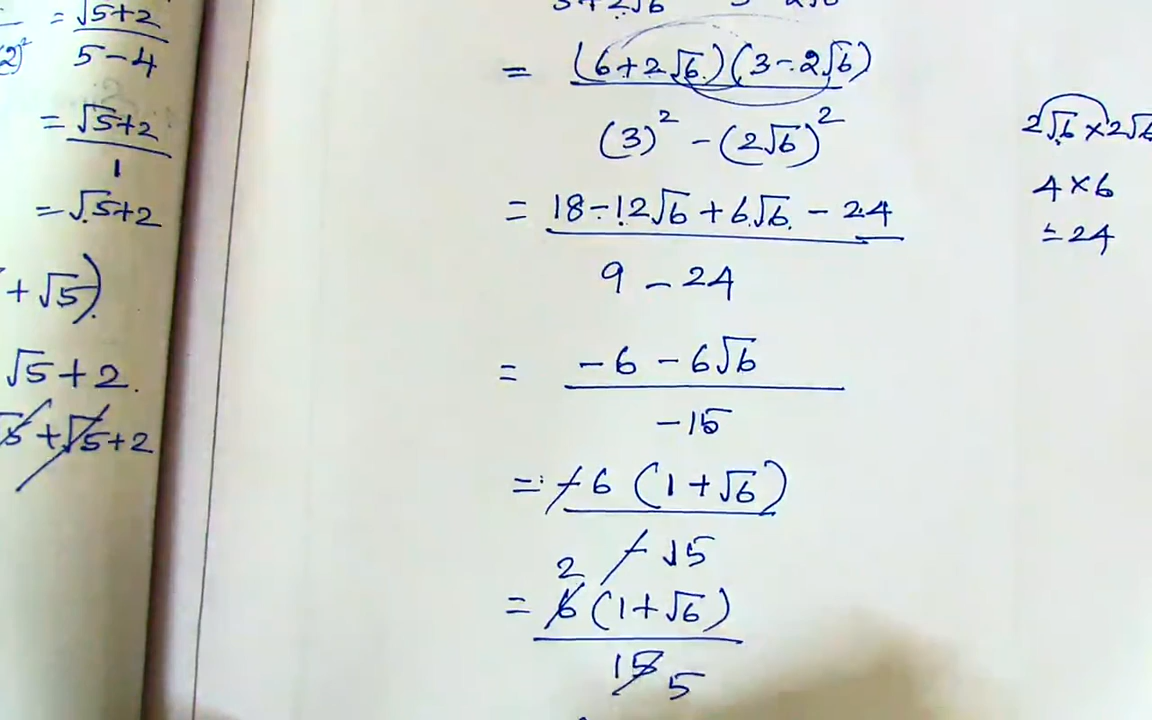 = √5+2
(2)² 5-4
= √5+2
1
= √5+2
+ √5)
√5+2.
+√5+2
= (6+2√6)(3-2√6)
(3)² - (2√6)²
= 18-12√6+6√6 - 24
9 - 24
= -6 - 6√6
-15
= -6 (1+√6)
-15
2
= 6 (1+√6)
15 5
2√6×2√6
4×6
= 24